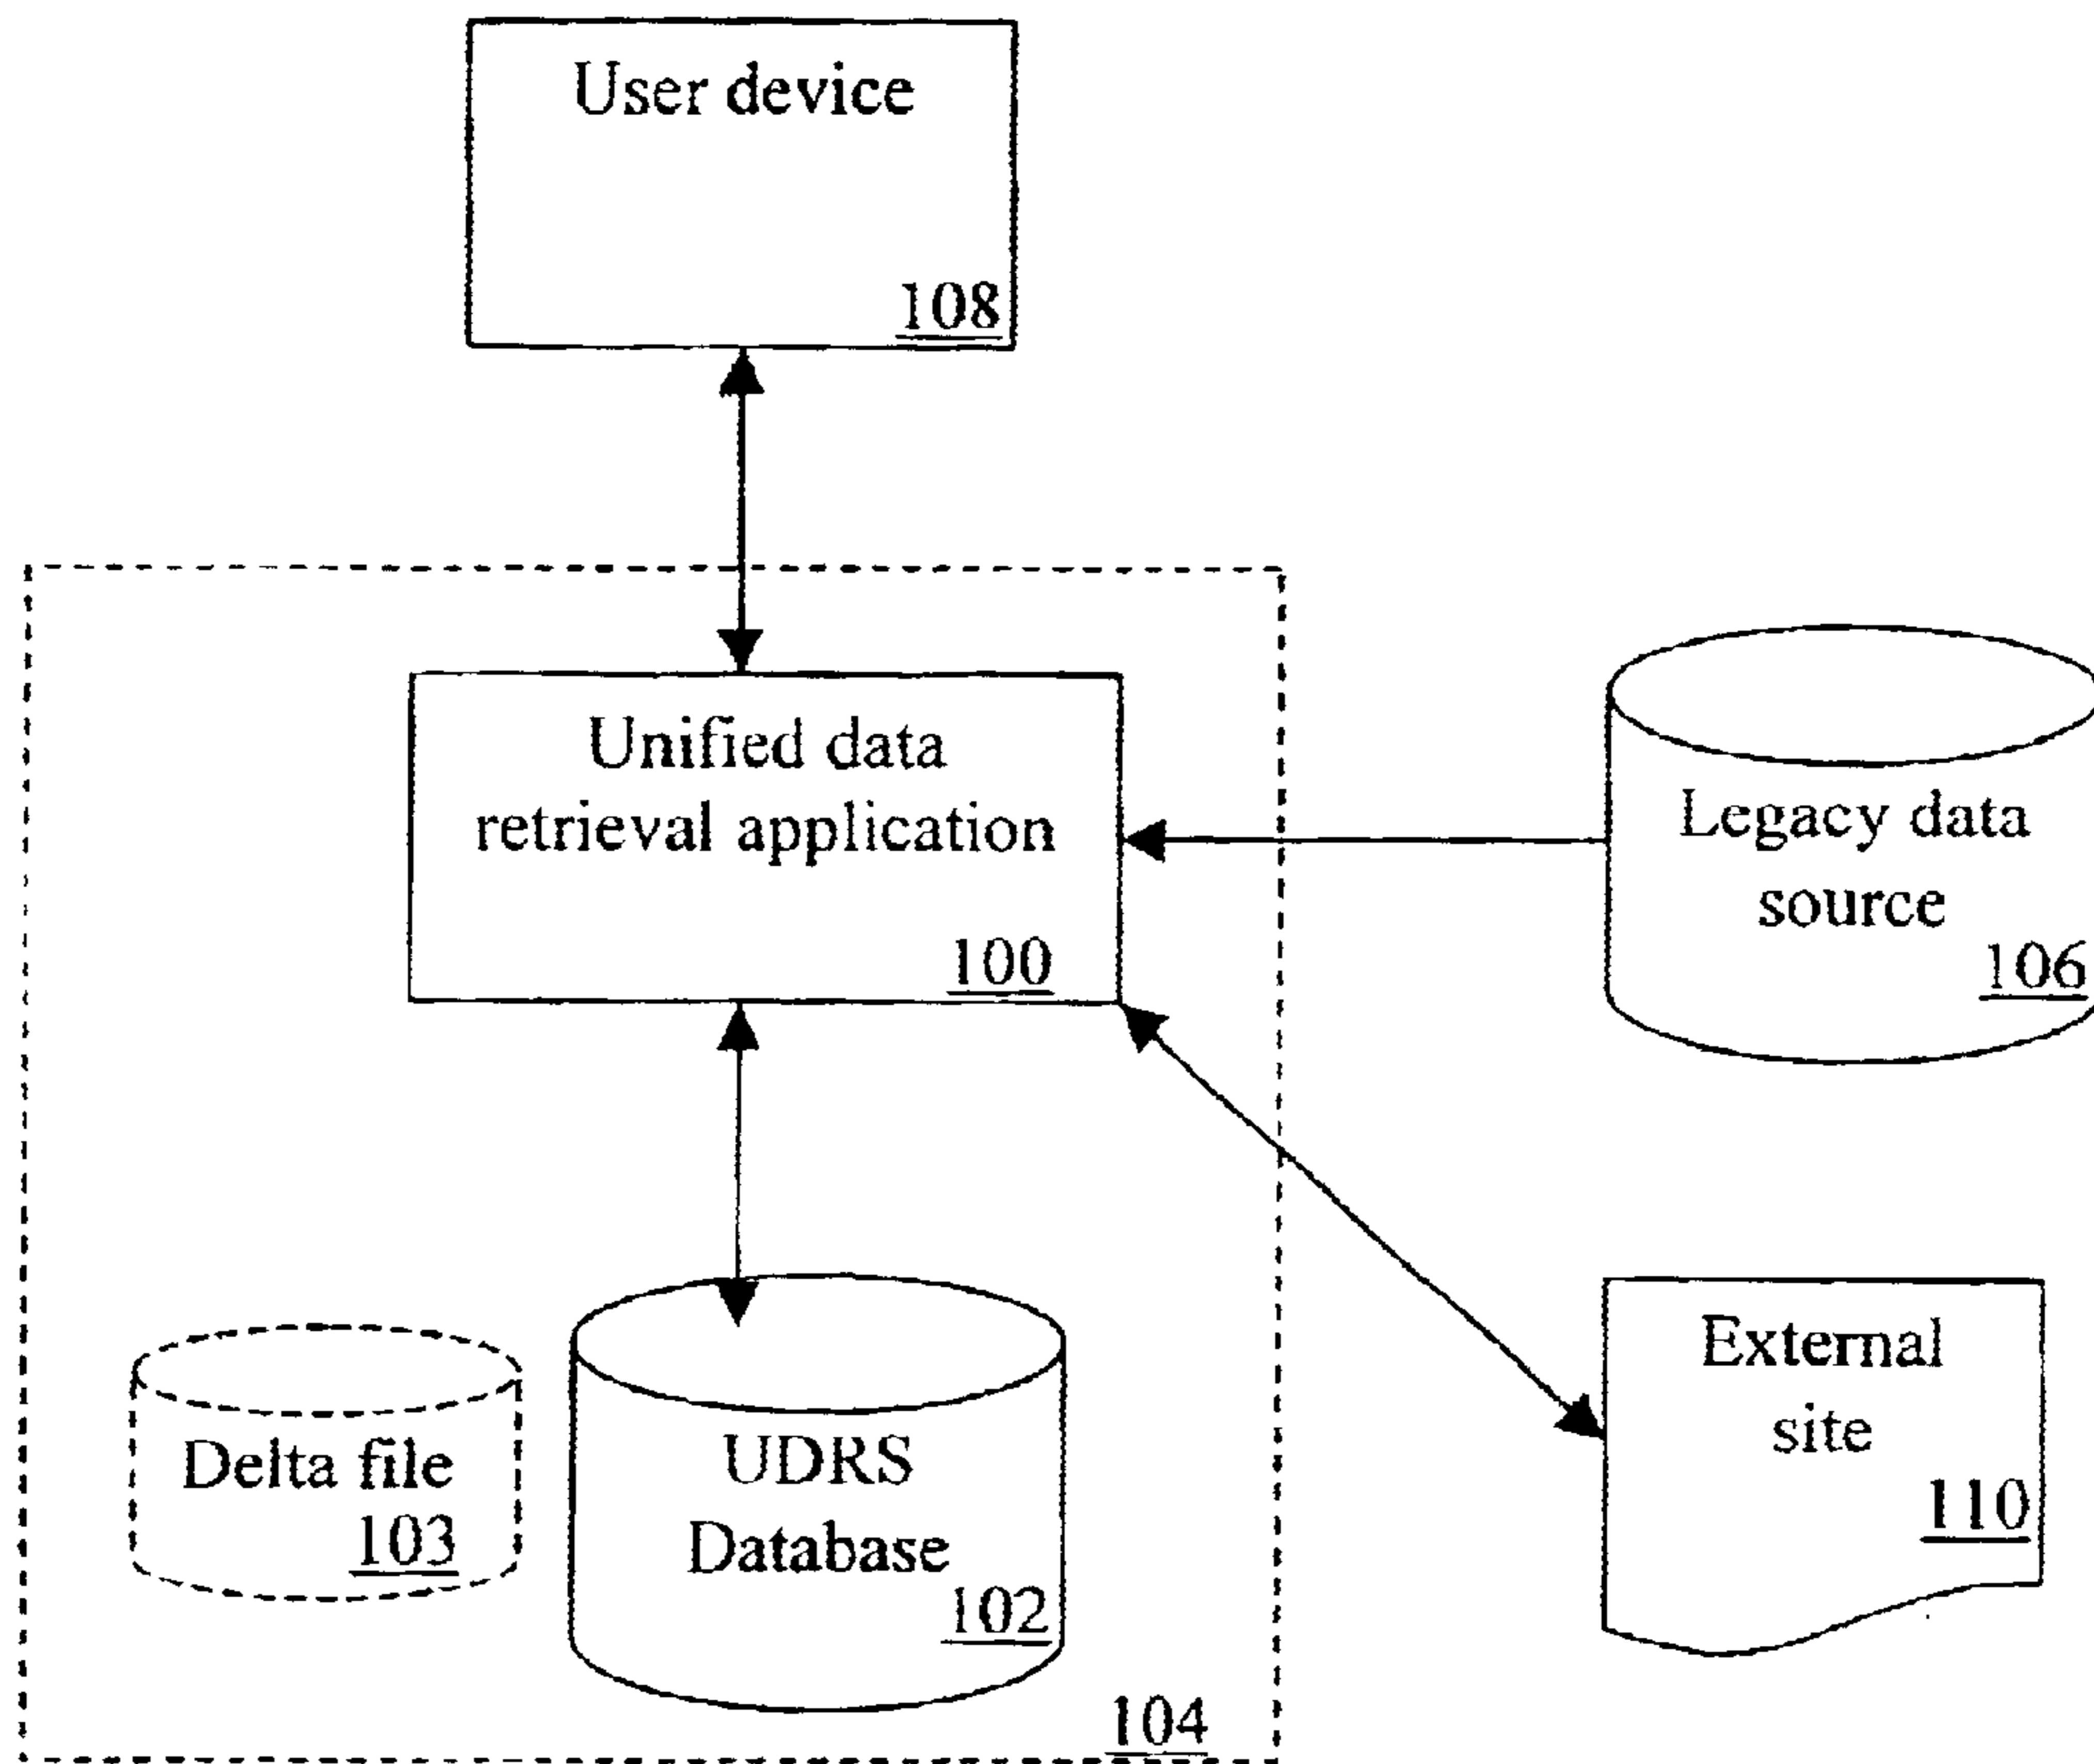 User device
108
Unified data
retrieval application
100
Legacy data
source
106
External
site
110
Delta file
103
UDRS
Database
102
104